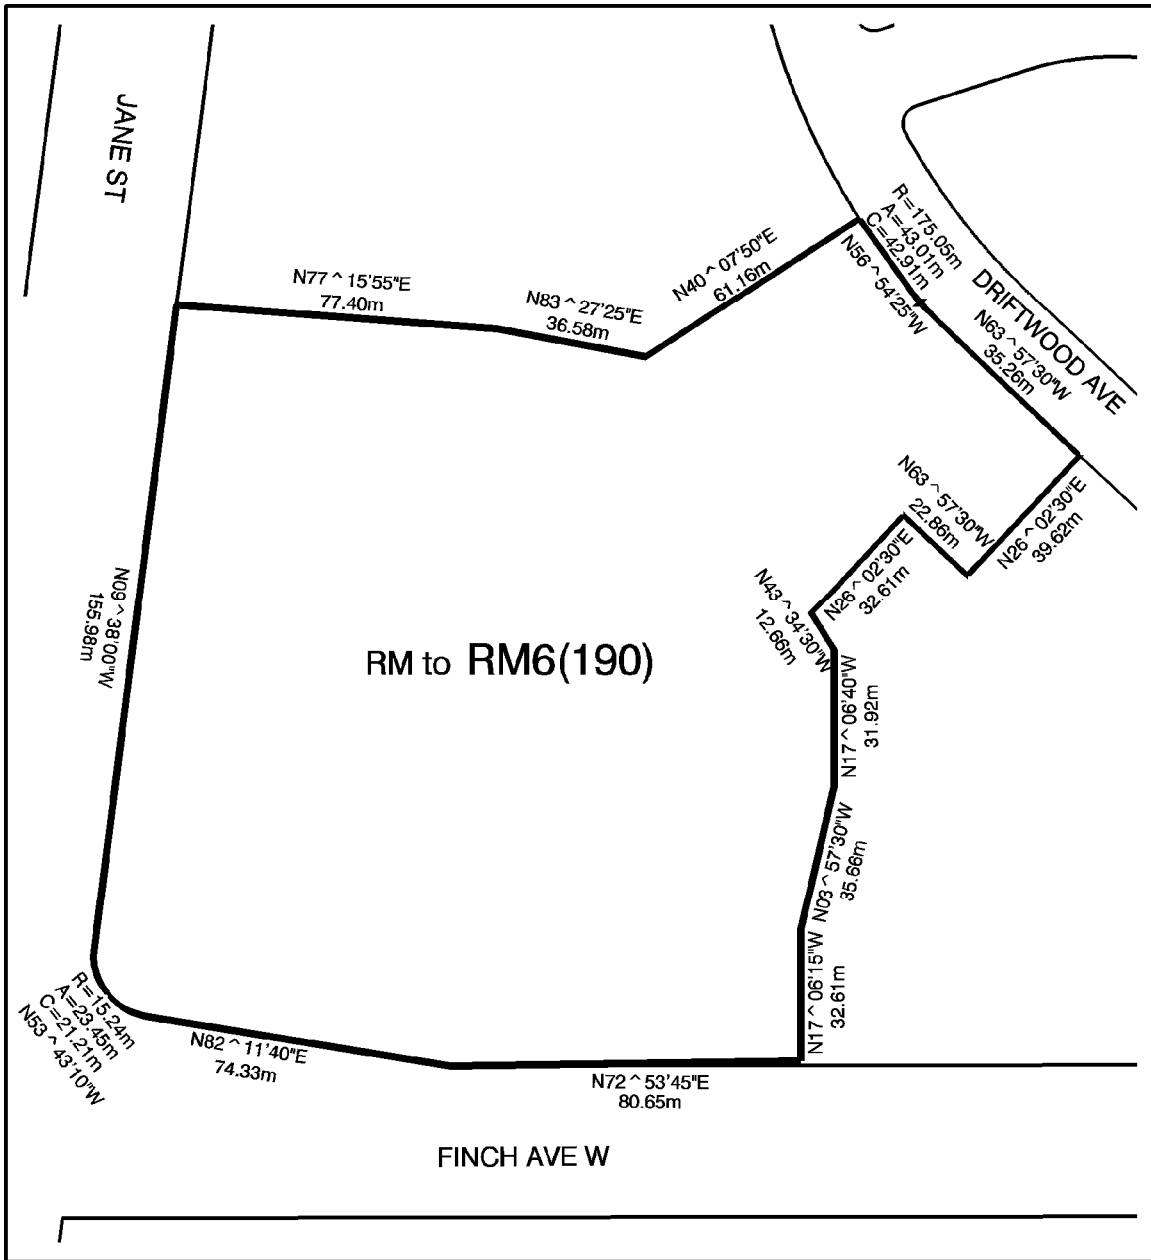 JANE ST
N77^15'55"E
77.40m
N83^27'25"E
36.58m
N40^07'50"E
61.16m
R=175.05m
A=43.01m
C=42.91m
N56^54'25"W
DRIFTWOOD AVE
N63^57'30"W
35.26m
N63^57'30"W
22.86m
N26^02'30"E
39.62m
N26^02'30"E
32.61m
N43^34'30"W
12.66m
N09^38'00"W
155.98m
RM to RM6(190)
N17^06'40"W
31.92m
N03^57'30"W
35.66m
N17^06'15"W
32.61m
R=15.24m
A=23.45m
C=21.21m
N53^43'10"W
N82^11'40"E
74.33m
N72^53'45"E
80.65m
FINCH AVE W